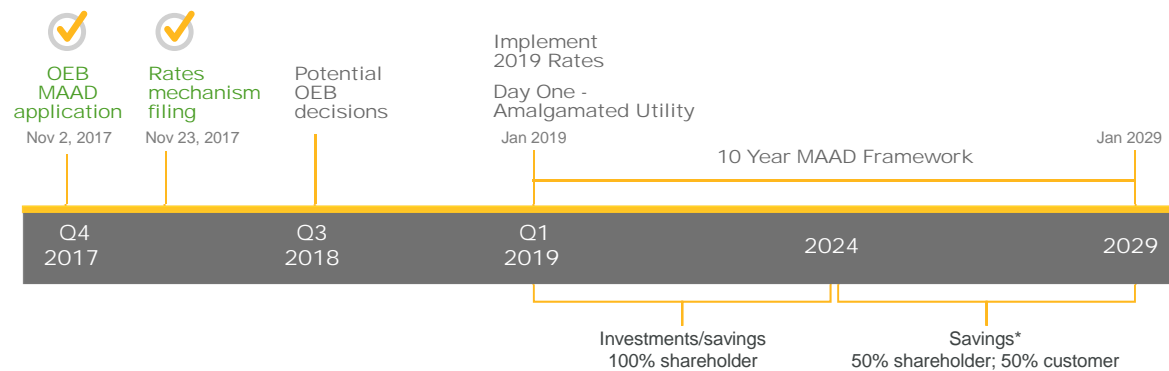 OEB
MAAD
application
Nov 2, 2017
Rates
mechanism
filing
Nov 23, 2017
Potential
OEB
decisions
Implement
2019 Rates
Day One -
Amalgamated Utility
Jan 2019
10 Year MAAD Framework
Jan 2029
Q4
2017
Q3
2018
Q1
2019
2024
2029
Investments/savings
100% shareholder
Savings*
50% shareholder; 50% customer